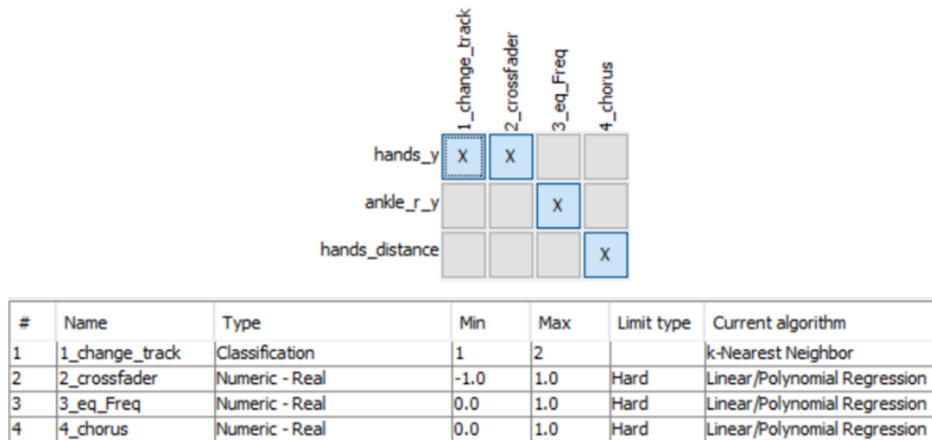 1_change_track
2_crossfader
3_eq_Freq
4_chorus
hands_y X X
ankle_r_y X
hands_distance X
# Name Type Min Max Limit type Current algorithm
1 1_change_track Classification 1 2 k-Nearest Neighbor
2 2_crossfader Numeric - Real -1.0 1.0 Hard Linear/Polynomial Regression
3 3_eq_Freq Numeric - Real 0.0 1.0 Hard Linear/Polynomial Regression
4 4_chorus Numeric - Real 0.0 1.0 Hard Linear/Polynomial Regression